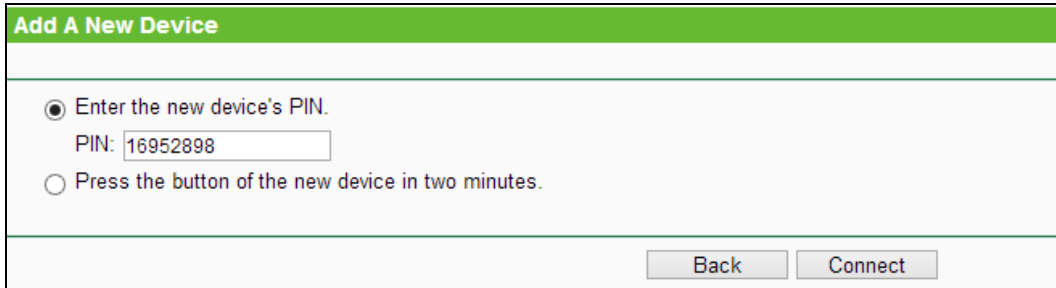 Add A New Device
Enter the new device's PIN.
PIN: 16952898
Press the button of the new device in two minutes.
Back Connect